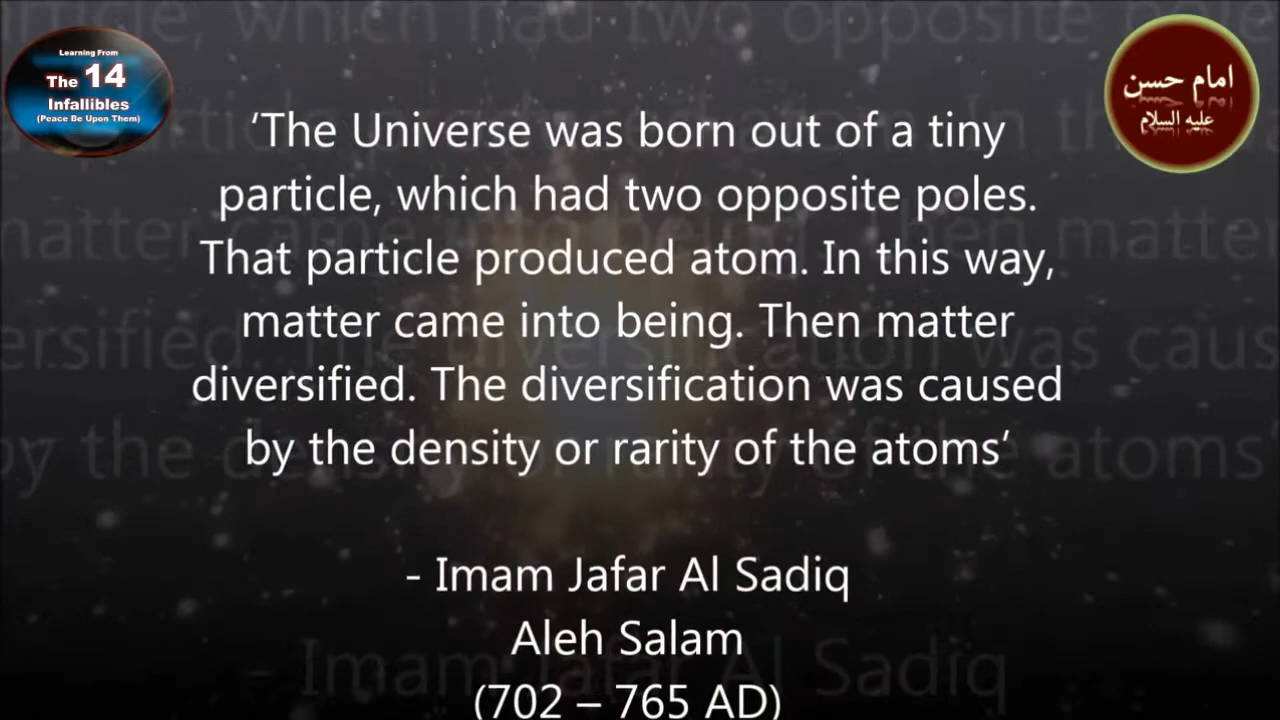 Learning From
The 14
Infallibles
(Peace Be Upon Them)
امام حسن
علیه السلام
‘The Universe was born out of a tiny
particle, which had two opposite poles.
That particle produced atom. In this way,
matter came into being. Then matter
diversified. The diversification was caused
by the density or rarity of the atoms’
- Imam Jafar Al Sadiq
Aleh Salam
(702 – 765 AD)